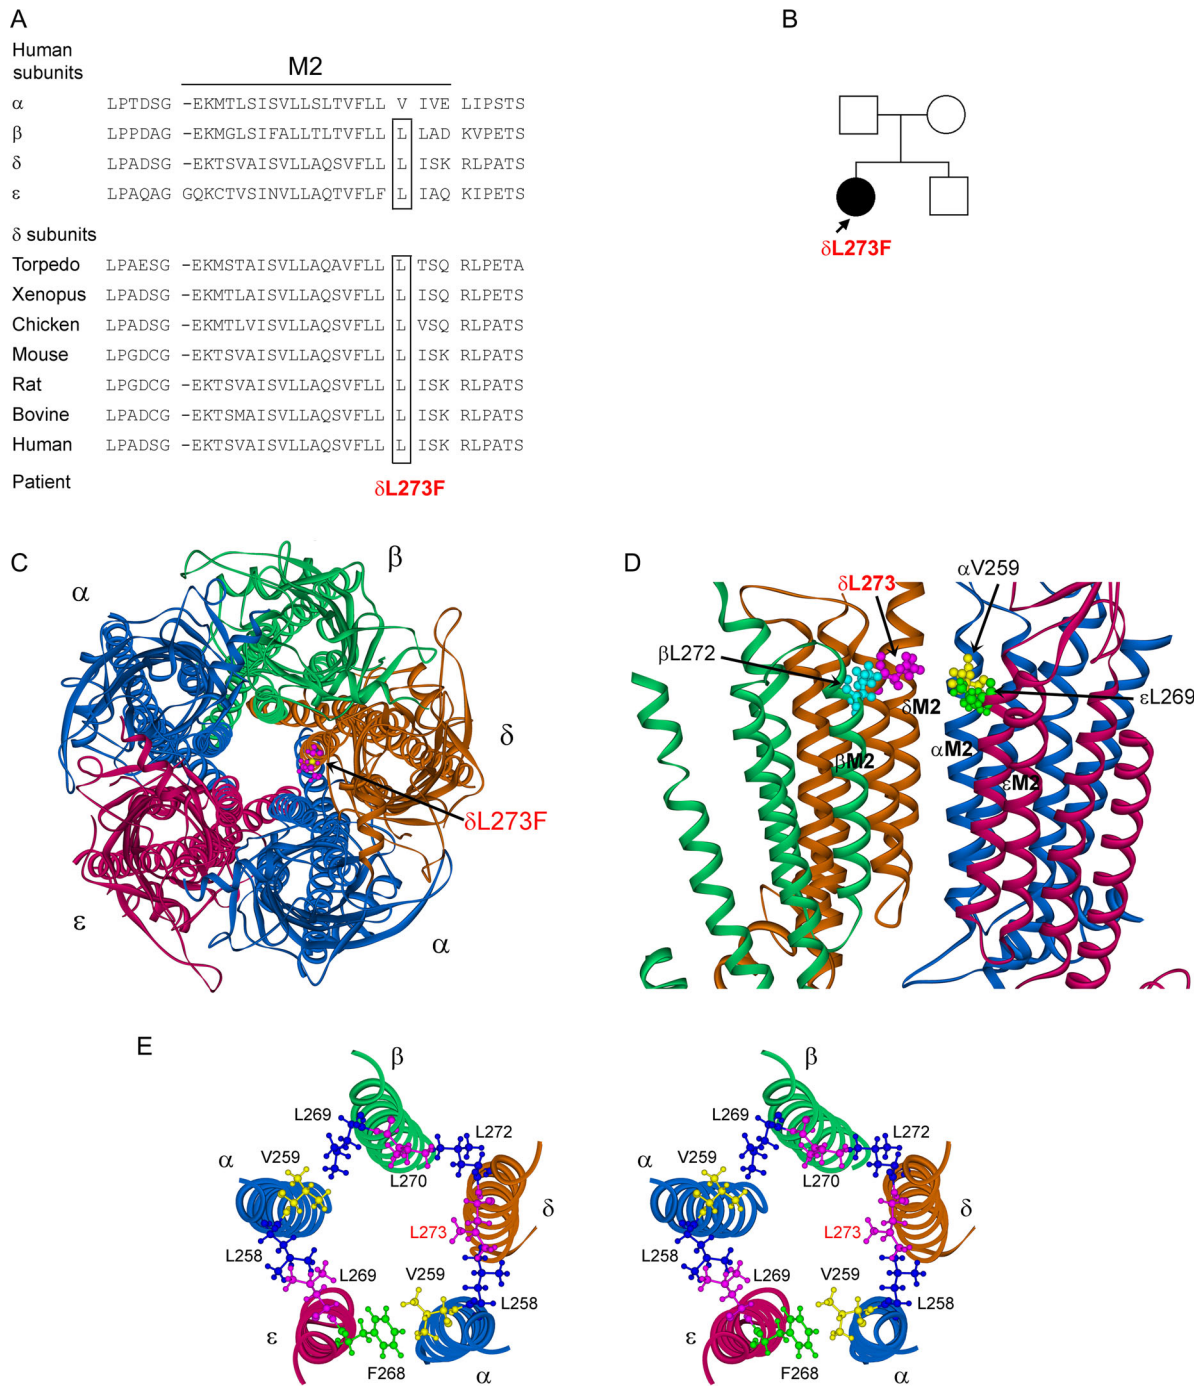 A
Human
subunits
M2
α LPTDSG -EKMTLSISVLLSLTVFLL V IVE LIPSTS
β LPPDAG -EKMGLSIFALLTLTVFLL L LAD KVPETS
δ LPADSG -EKTSVAISVLLAQSVFLL L ISK RLPATS
ε LPAQAG GQKCTVSINVLLAQTVFLF L IAQ KIPETS
δ subunits
Torpedo LPAESG -EKMSTAISVLLAQAVFLL L TSQ RLPETA
Xenopus LPADSG -EKMTLAISVLLAQSVFLL L ISQ RLPETS
Chicken LPADSG -EKMTLVISVLLAQSVFLL L VSQ RLPATS
Mouse LPGDCG -EKTSVAISVLLAQSVFLL L ISK RLPATS
Rat LPGDCG -EKTSVAISVLLAQSVFLL L ISK RLPATS
Bovine LPADCG -EKTSMAISVLLAQSVFLL L ISK RLPATS
Human LPADSG -EKTSVAISVLLAQSVFLL L ISK RLPATS
Patient δL273F
B
δL273F
C
β
α
δ
δL273F
ε
α
D
αV259
δL273
βL272
εL269
δM2
αM2
βM2
εM2
E
β
L269
L272
V259
α
L270
δ
L273
L258
L269
V259
L258
ε
F268
α
β
L269
L272
V259
α
L270
δ
L273
L258
L269
V259
L258
ε
F268
α